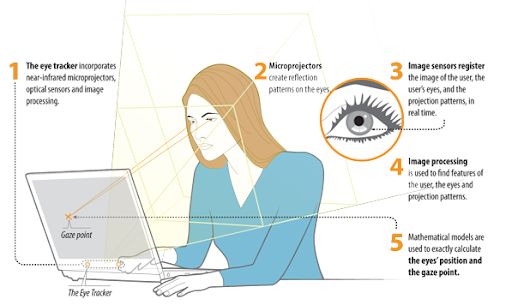 1 The eye tracker incorporates
near-infrared microprojectors,
optical sensors and image
processing.
2 Microprojectors
create reflection
patterns on the eyes.
3 Image sensors register
the image of the user, the
user's eyes, and the
projection patterns, in
real time.
4 Image processing
is used to find features of
the user, the eyes and
projection patterns.
5 Mathematical models are
used to exactly calculate
the eyes' position and
the gaze point.
Gaze point
The Eye Tracker